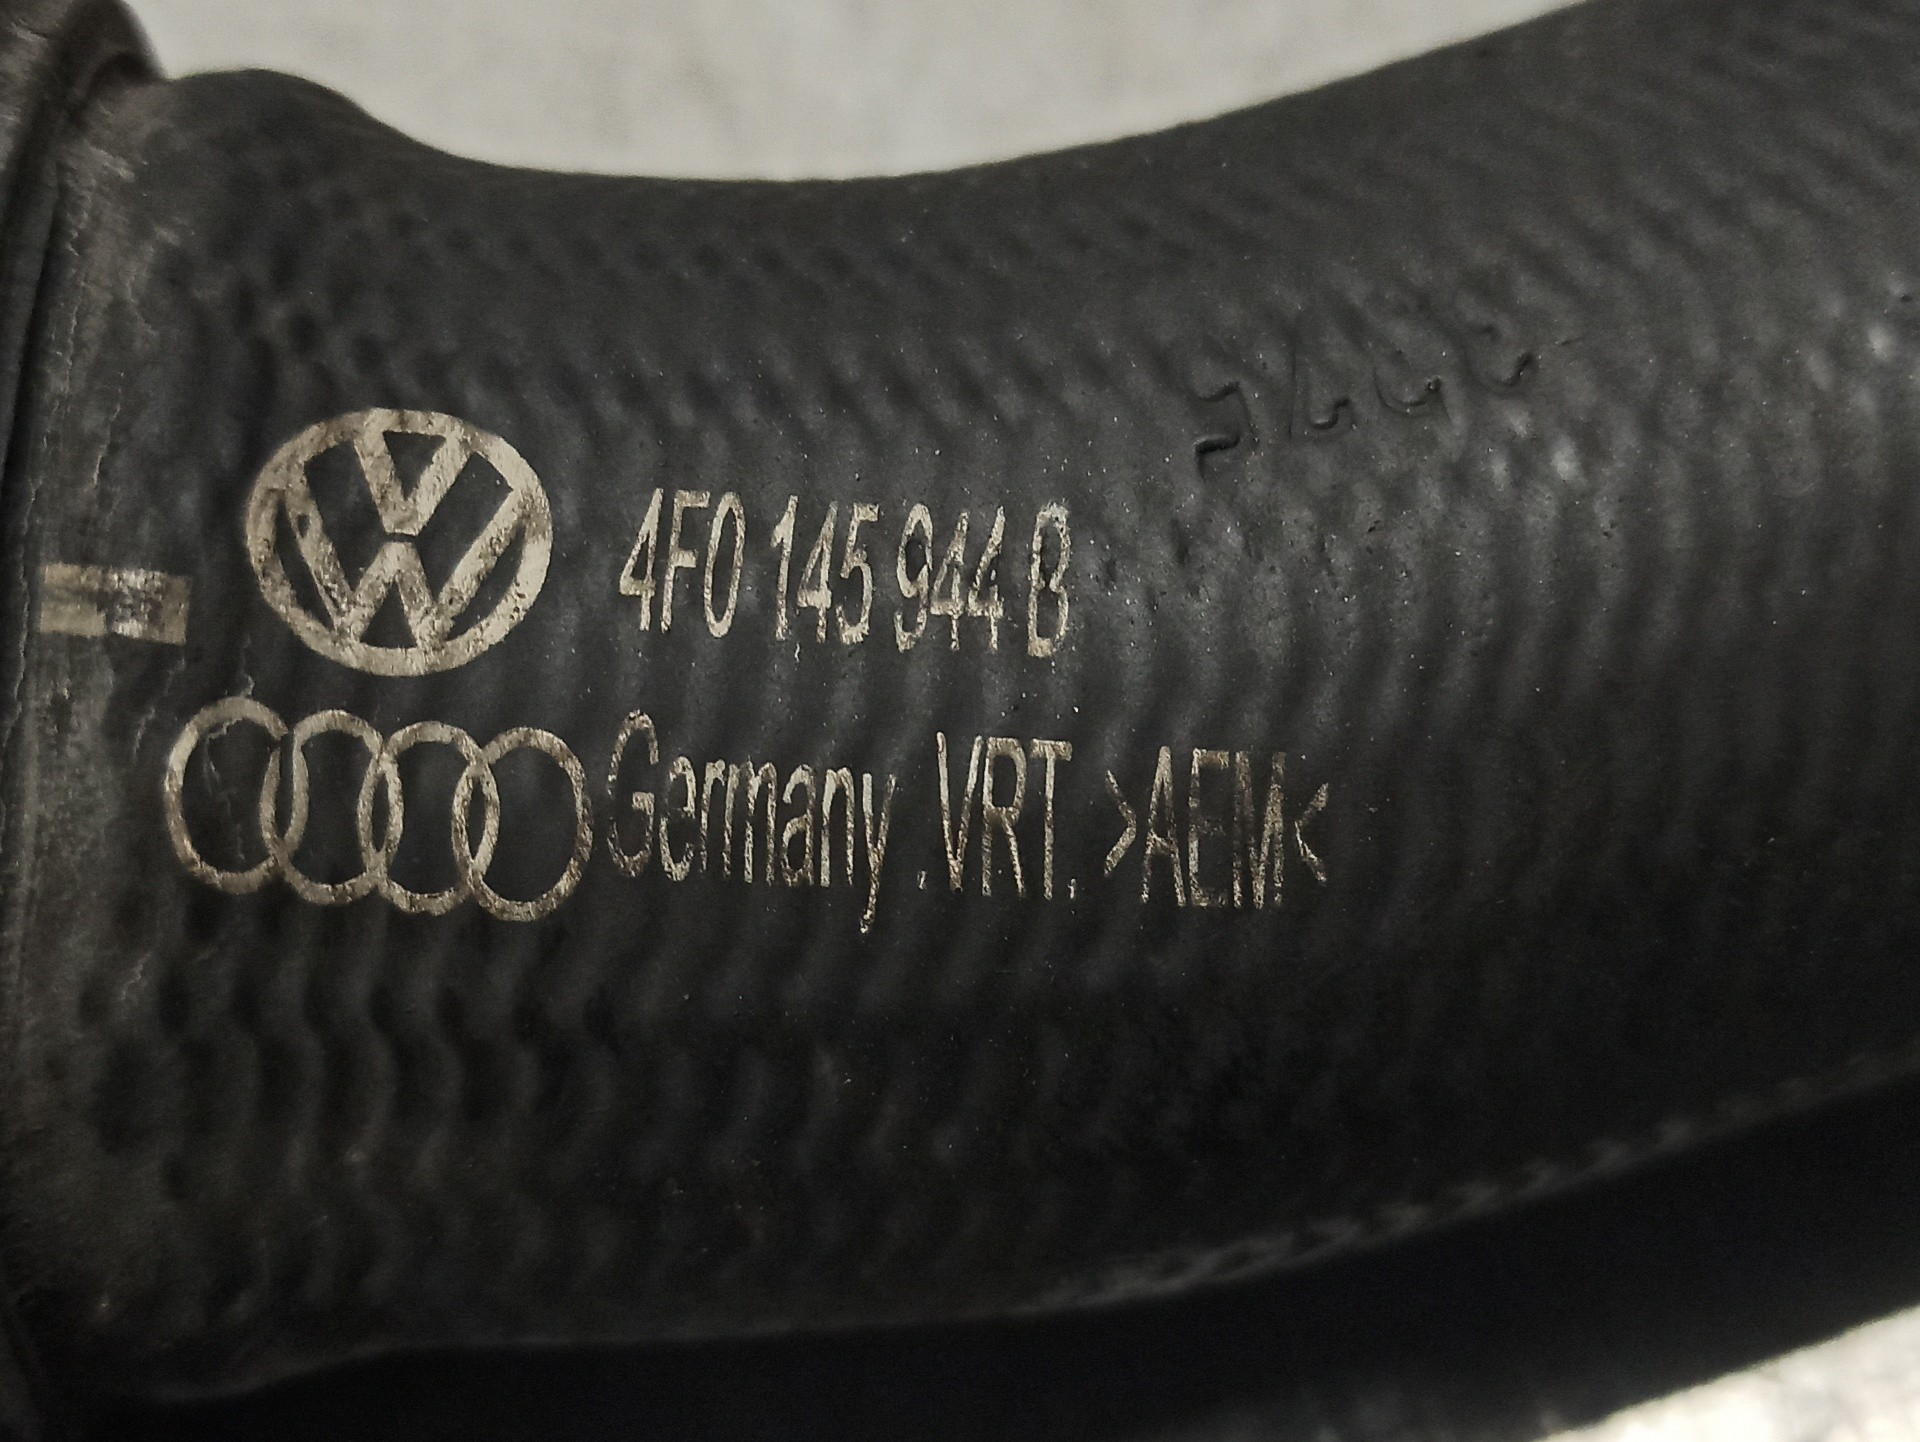 4F0 145 944 B
Germany .VRT. >AEM<